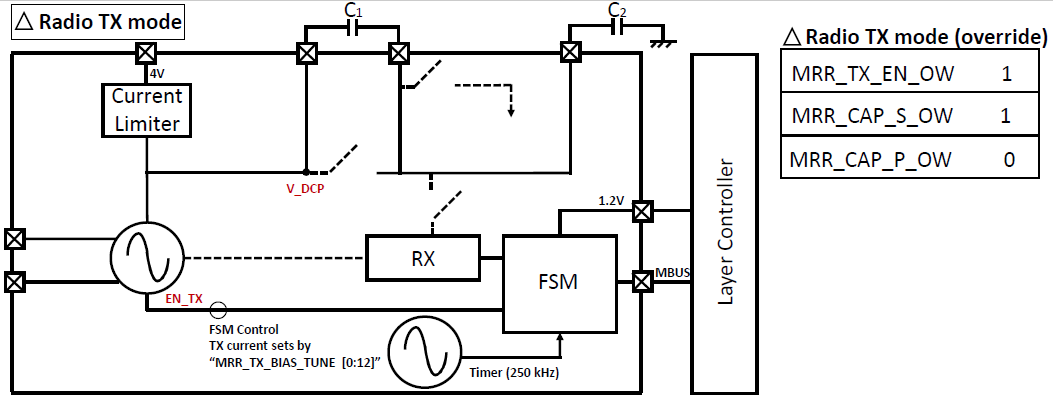 △ Radio TX mode
C1
C2
△ Radio TX mode (override)
MRR_TX_EN_OW 1
MRR_CAP_S_OW 1
MRR_CAP_P_OW 0
4V
Current
Limiter
V_DCP
1.2V
RX
FSM
MBUS
Layer Controller
EN_TX
FSM Control
TX current sets by
“MRR_TX_BIAS_TUNE [0:12]”
Timer (250 kHz)